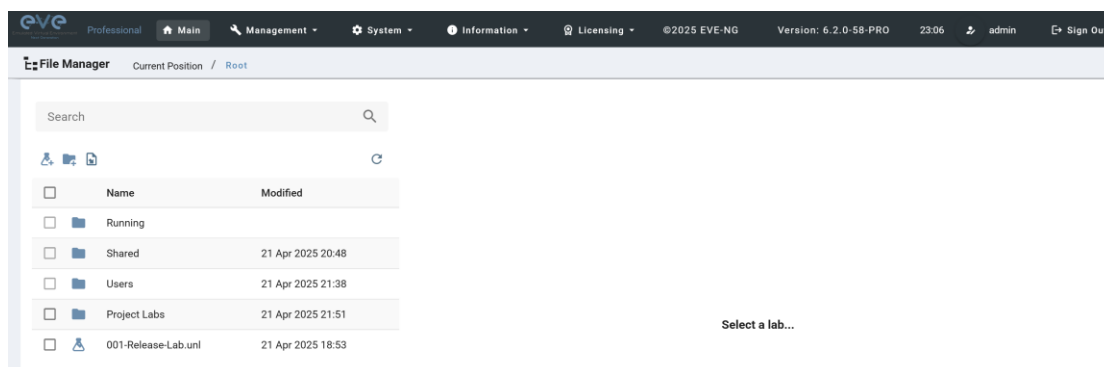 eve Professional Main Management System Information Licensing ©2025 EVE-NG Version: 6.2.0-58-PRO 23:06 admin Sign Ou
File Manager Current Position / Root
Search
Name Modified
Running
Shared 21 Apr 2025 20:48
Users 21 Apr 2025 21:38
Project Labs 21 Apr 2025 21:51
Select a lab...
001-Release-Lab.unl 21 Apr 2025 18:53